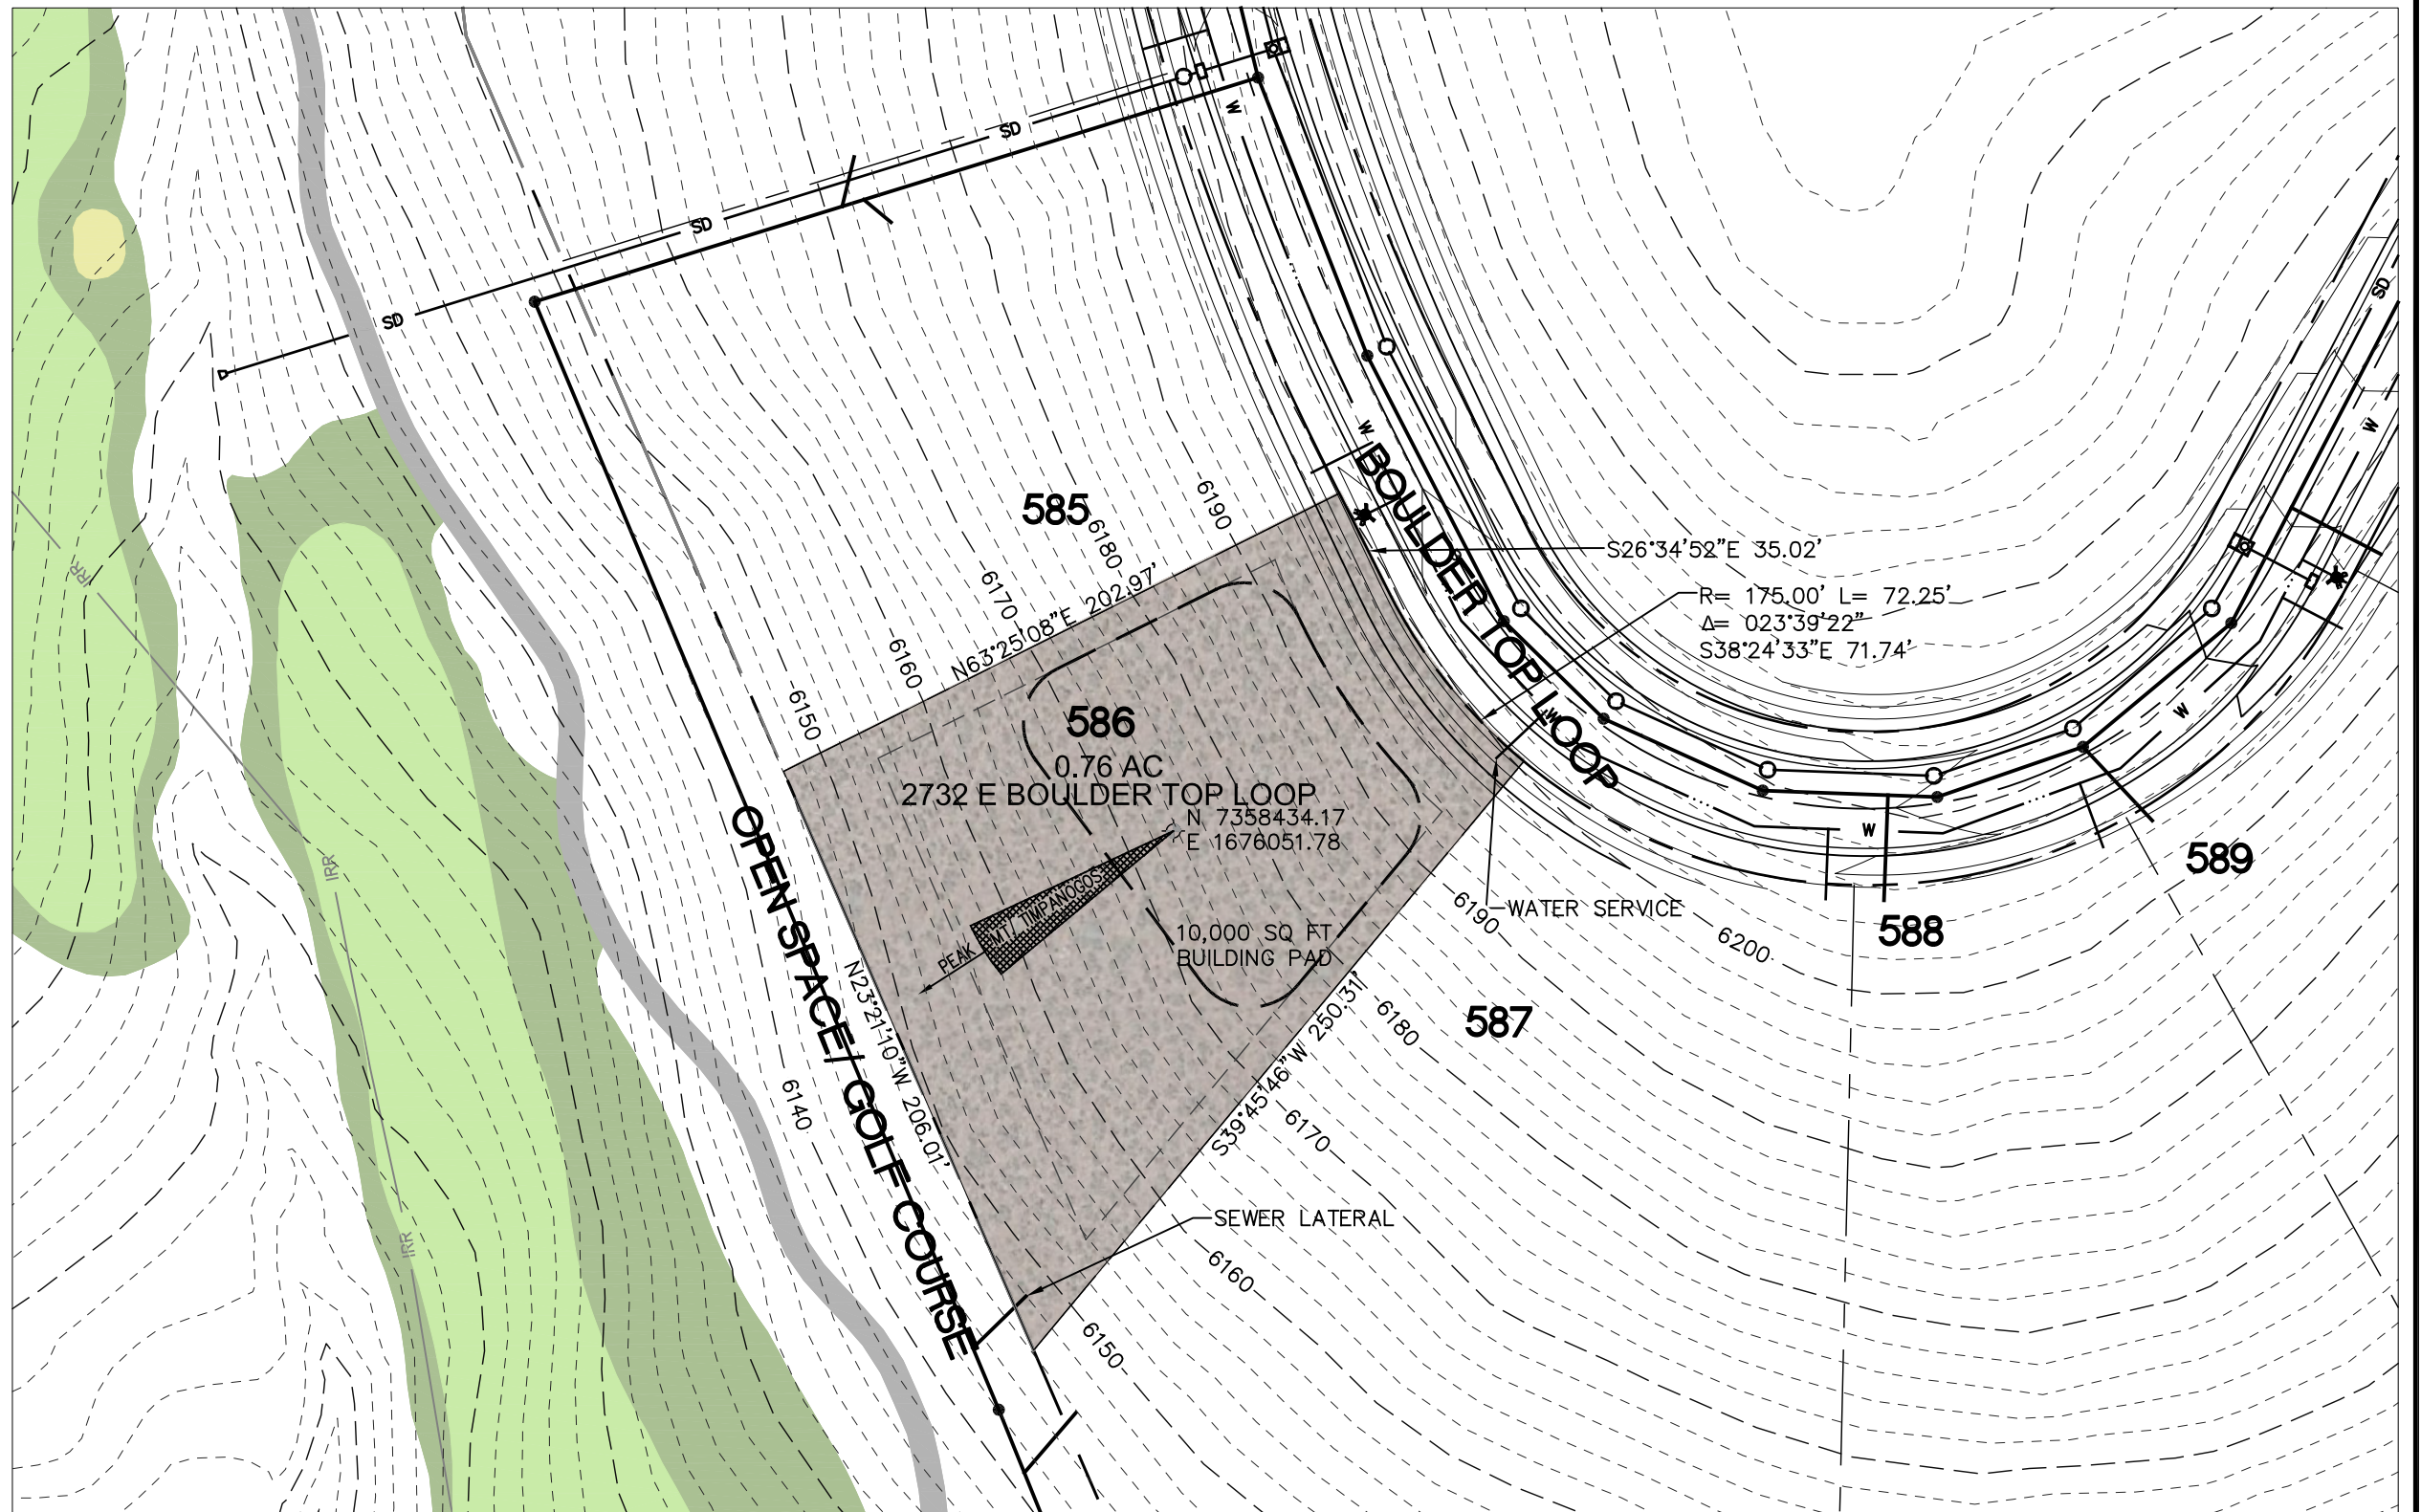 W
SD
SD
SD
SD
W
W
585
6190
6180
6170
6160
6150
N63°25'08"E 202.97'
BOULDER TOP LOOP
S26°34'52"E 35.02'
R= 175.00' L= 72.25'
Δ= 023°39'22"
S38°24'33"E 71.74'
IRR
586
0.76 AC
2732 E BOULDER TOP LOOP
N 7358434.17
E 1676051.78
W
W
W
IRR
MT. TIMPANOGOS
PEAK
10,000 SQ FT
BUILDING PAD
6190
WATER SERVICE
6200
589
588
587
OPEN SPACE/ GOLF COURSE
N23°21'10"W 206.01'
S39°45'46"W 250.31'
6140
6180
6170
SEWER LATERAL
IRR
6160
6150